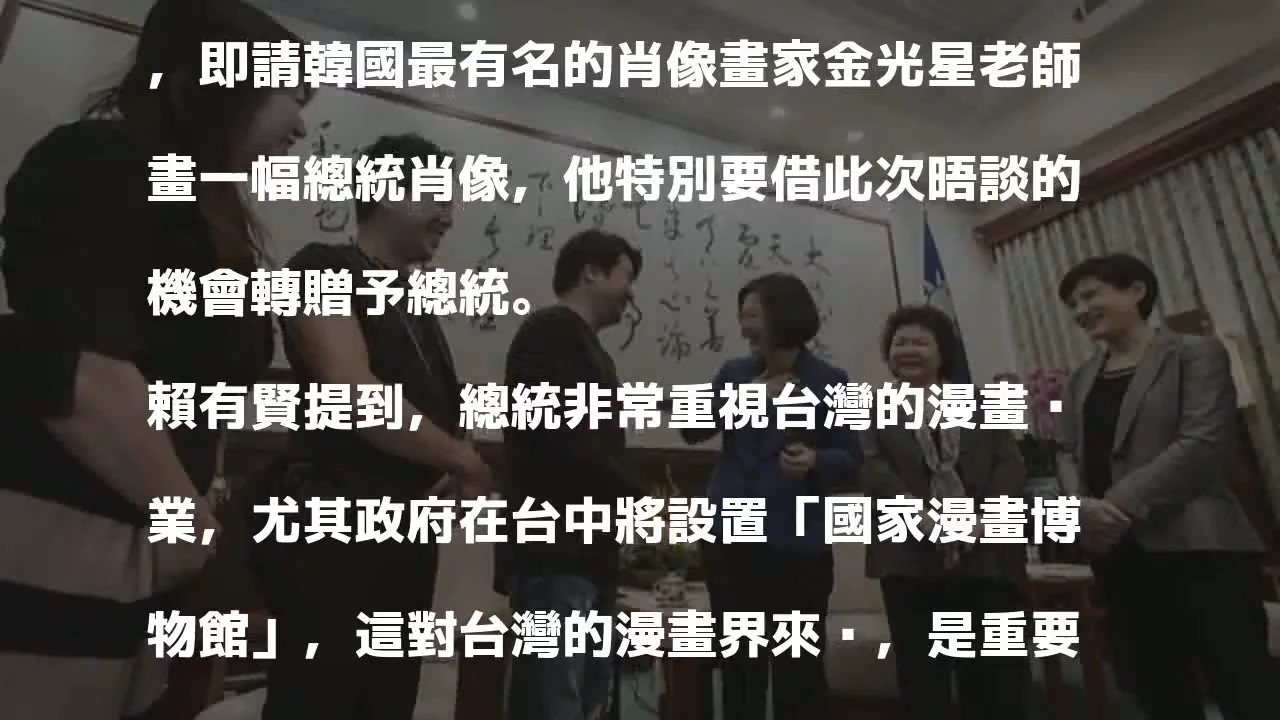 ，即請韓國最有名的肖像畫家金光星老師
畫一幅總統肖像，他特別要借此次晤談的
機會轉贈予總統。
賴有賢提到，總統非常重視台灣的漫畫·
業，尤其政府在台中將設置「國家漫畫博
物館」，這對台灣的漫畫界來·，是重要